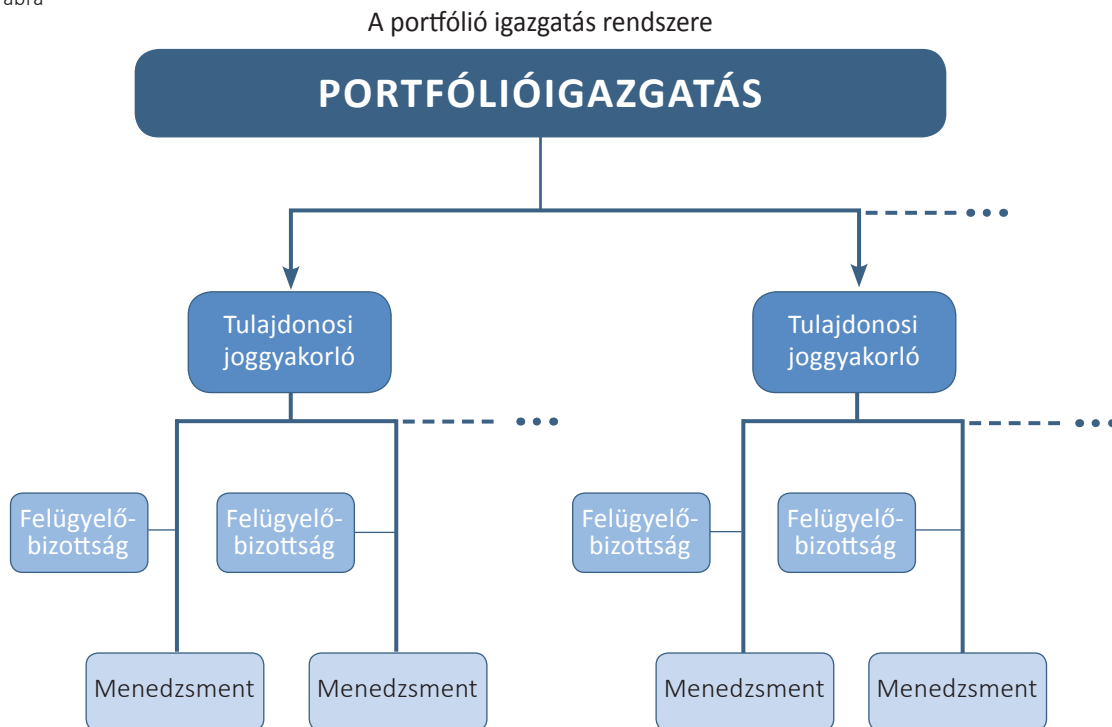 ábra
A portfólió igazgatás rendszere
PORTFÓLIÓIGAZGATÁS
Tulajdonosi
joggyakorló
Tulajdonosi
joggyakorló
Felügyelő-
bizottság
Felügyelő-
bizottság
Felügyelő-
bizottság
Felügyelő-
bizottság
Menedzsment
Menedzsment
Menedzsment
Menedzsment